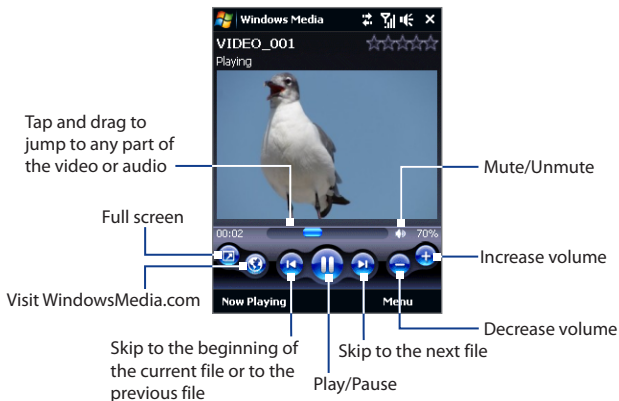 Windows Media
VIDEO_001
Playing
Tap and drag to
jump to any part of
the video or audio
Mute/Unmute
Full screen
00:02
70%
Increase volume
Visit WindowsMedia.com
Now Playing
Menu
Decrease volume
Skip to the beginning of
the current file or to the
previous file
Skip to the next file
Play/Pause